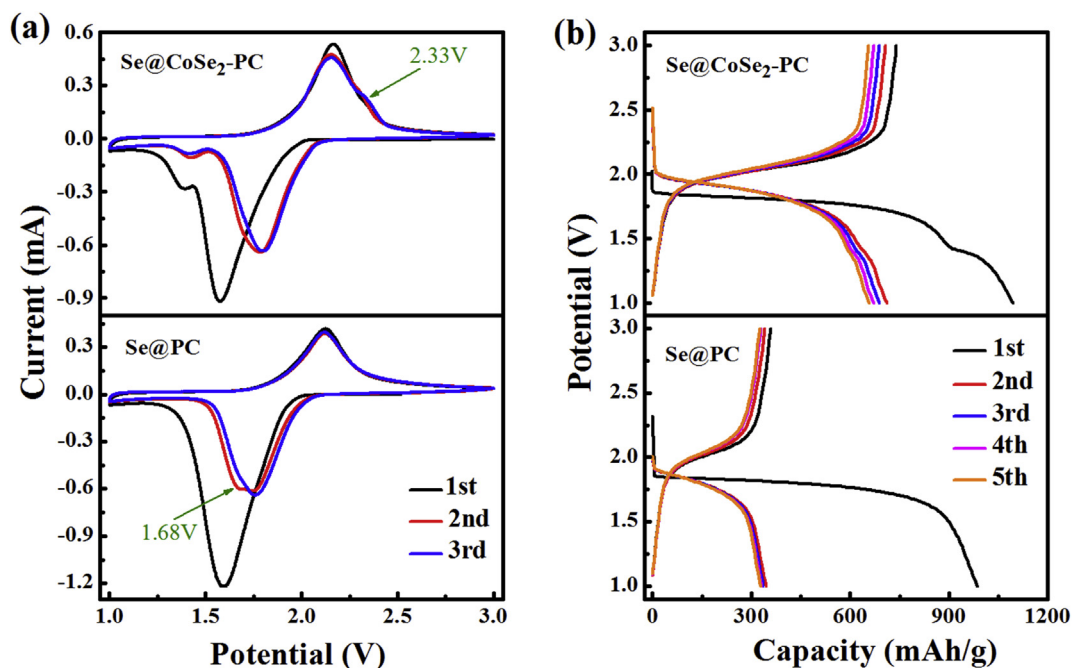 (a)
Se@CoSe2-PC
2.33V
0.6
0.3
0.0
-0.3
-0.6
-0.9
Se@PC
0.3
0.0
-0.3
-0.6
-0.9
-1.2
1.68V
1st
2nd
3rd
1.0 1.5 2.0 2.5 3.0
Current (mA)
Potential (V)
(b)
Se@CoSe2-PC
3.0
2.5
2.0
1.5
1.0
Se@PC
3.0
2.5
2.0
1.5
1.0
1st
2nd
3rd
4th
5th
0 300 600 900 1200
Potential (V)
Capacity (mAh/g)